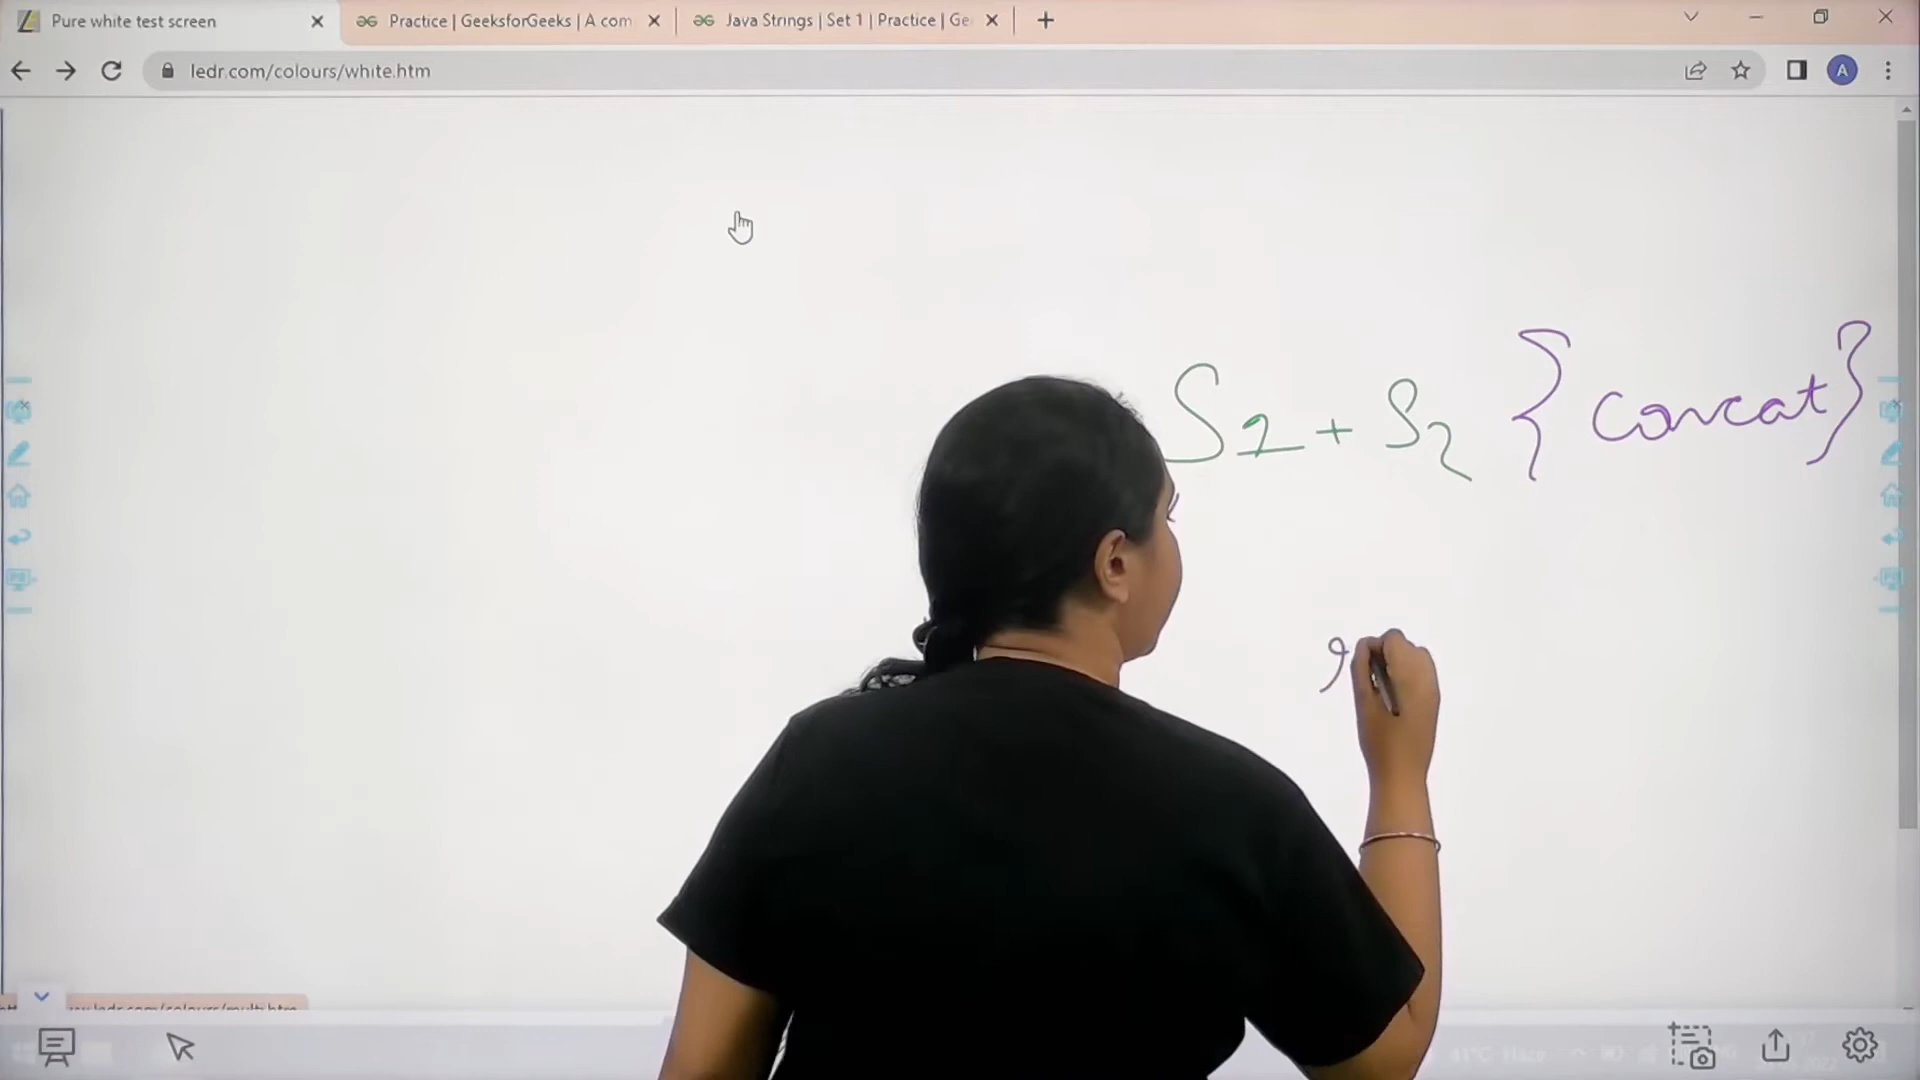 Pure white test screen
Practice | GeeksforGeeks | A com
Java Strings | Set 1 | Practice | Ge
ledr.com/colours/white.htm
A
S1 + S2 { concat }